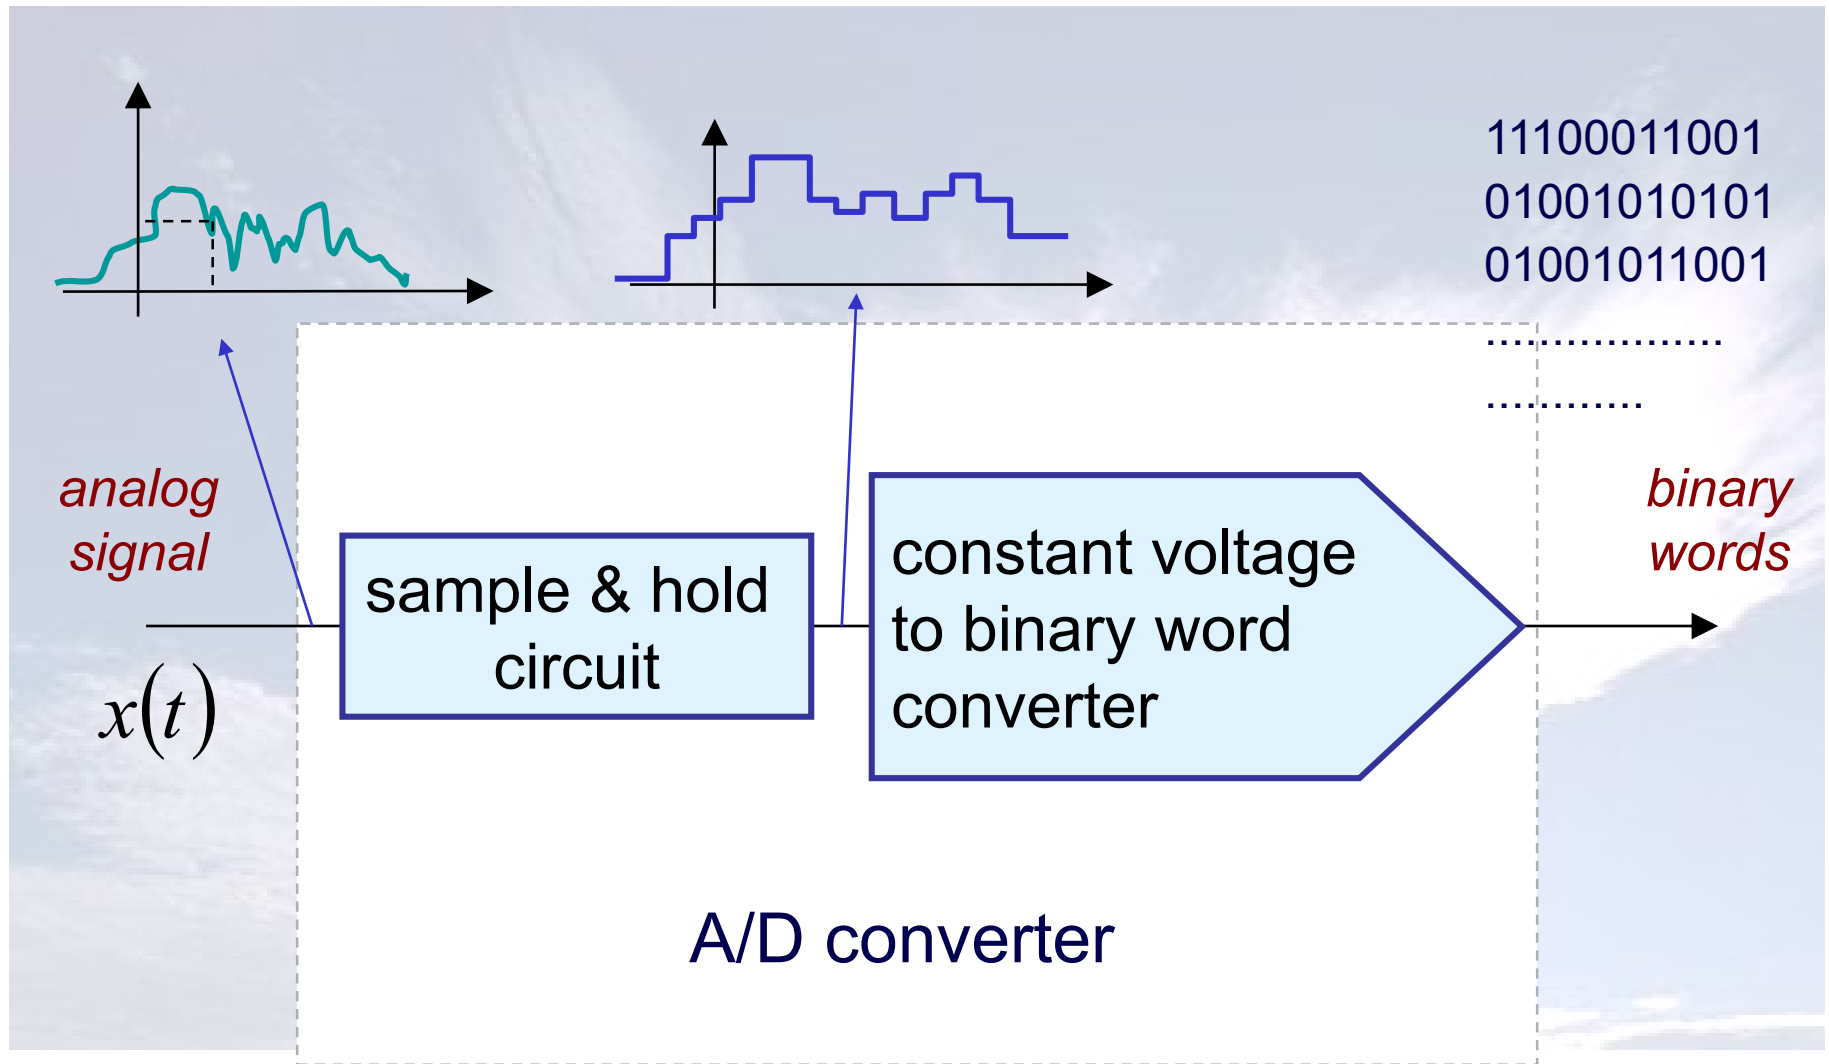 11100011001
01001010101
01001011001
..................
............
analog
signal
x(t)
sample & hold
circuit
constant voltage
to binary word
converter
binary
words
A/D converter